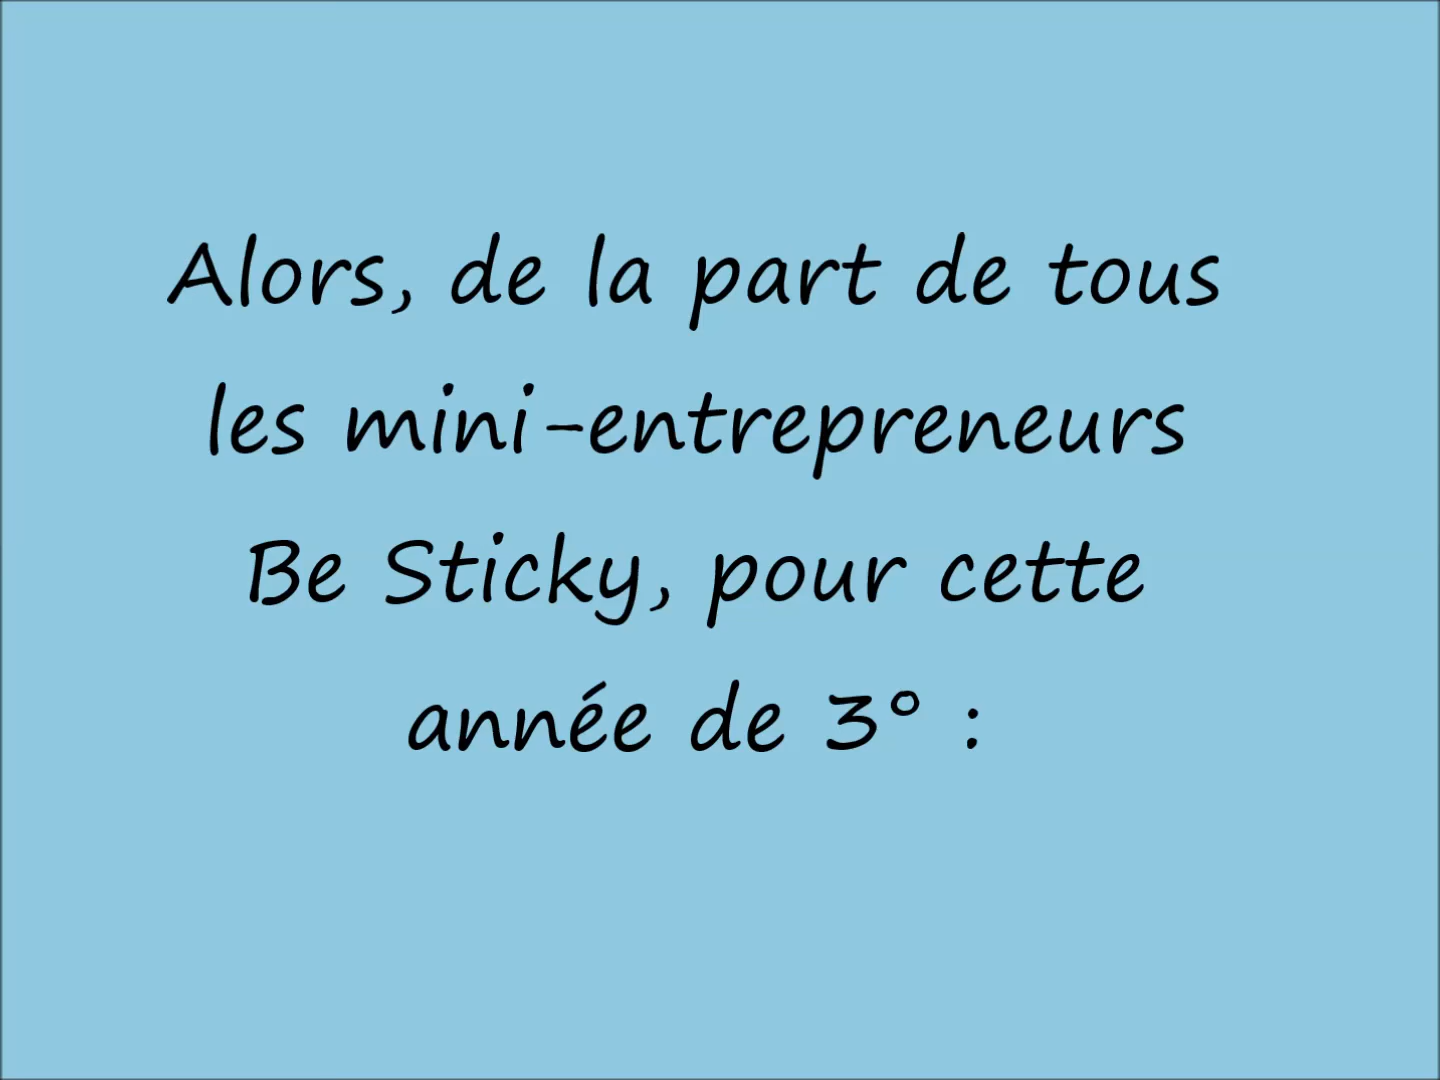 Alors, de la part de tous
les mini-entrepreneurs
Be Sticky, pour cette
année de 3° :